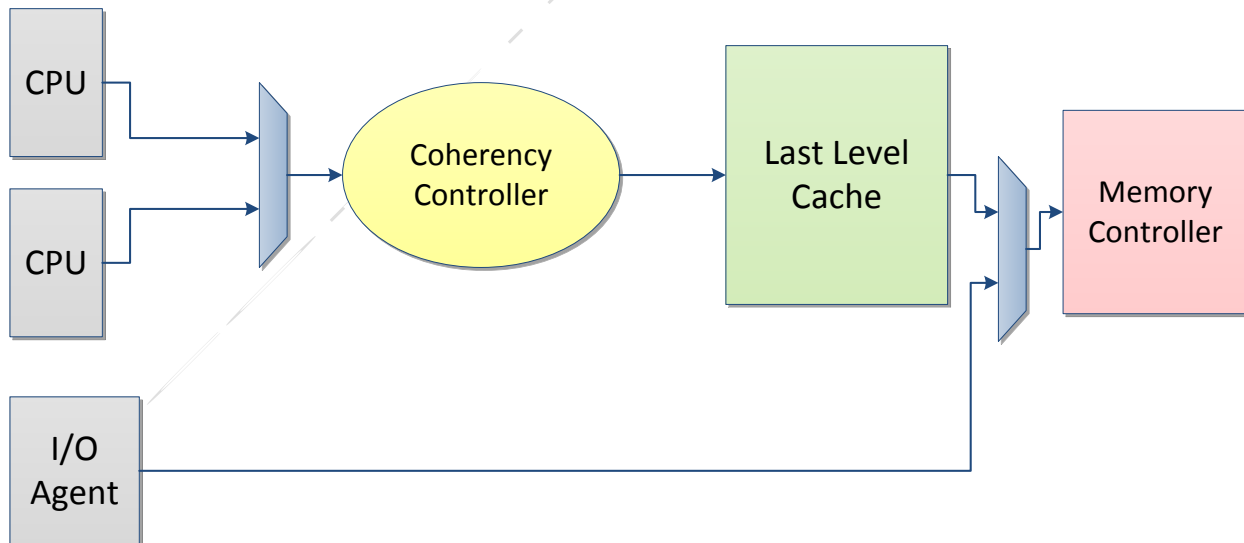 CPU
CPU
I/O
Agent
Coherency
Controller
Last Level
Cache
Memory
Controller